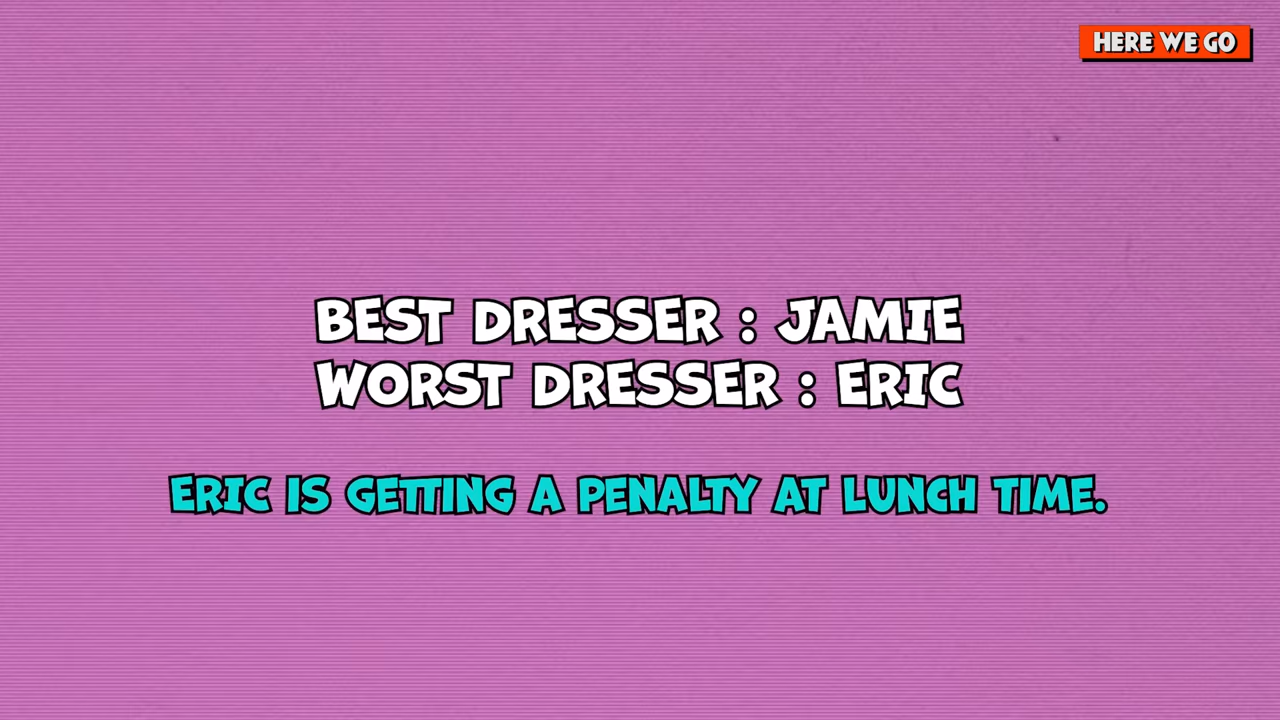 HERE WE GO
BEST DRESSER : JAMIE
WORST DRESSER : ERIC
ERIC IS GETTING A PENALTY AT LUNCH TIME.